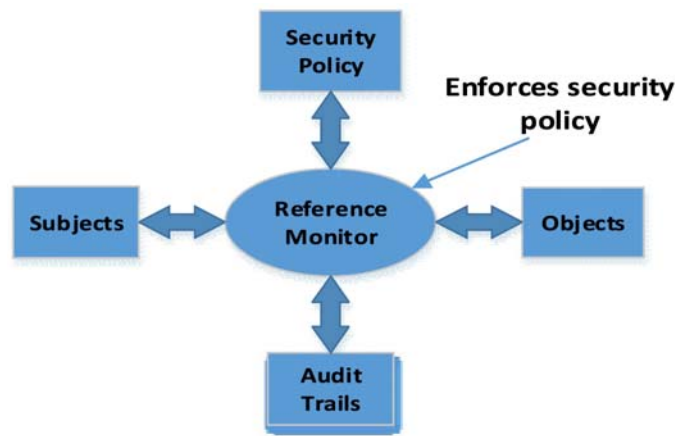 Security
Policy
Enforces security
policy
Subjects
Reference
Monitor
Objects
Audit
Trails